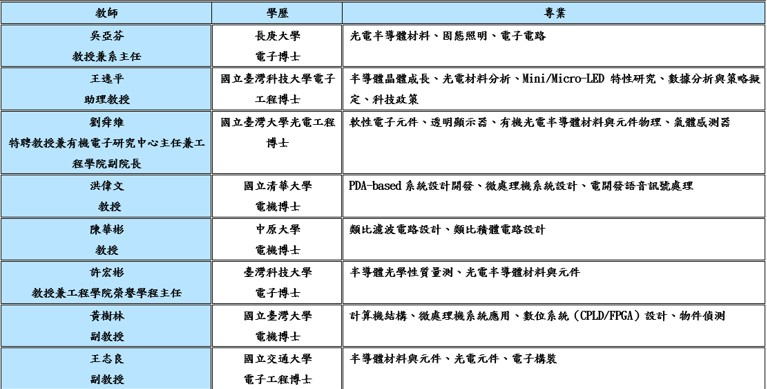 教師 學歷 專業
吳亞芬 長庚大學 光電半導體材料、固態照明、電子電路
教授兼系主任 電子博士
王逸平 國立臺灣科技大學電子 半導體晶體成長、光電材料分析、Mini/Micro-LED 特性研究、數據分析與策略擬
助理教授 工程博士 定、科技政策
劉舜維 國立臺灣大學光電工程 軟性電子元件、透明顯示器、有機光電半導體材料與元件物理、氣體感測器
特聘教授兼有機電子研究中心主任兼工 博士
程學院副院長
洪偉文 國立清華大學 PDA-based 系統設計開發、微處理機系統設計、電開發語音訊號處理
教授 電機博士
陳華彬 中原大學 類比濾波電路設計、類比積體電路設計
教授 電機博士
許宏彬 臺灣科技大學 半導體光學性質量測、光電半導體材料與元件
教授兼工程學院榮譽學程主任 電子博士
黃樹林 國立臺灣大學 計算機結構、微處理機系統應用、數位系統（CPLD/FPGA）設計、物件偵測
副教授 電機博士
王志良 國立交通大學 半導體材料與元件、光電元件、電子構裝
副教授 電子工程博士